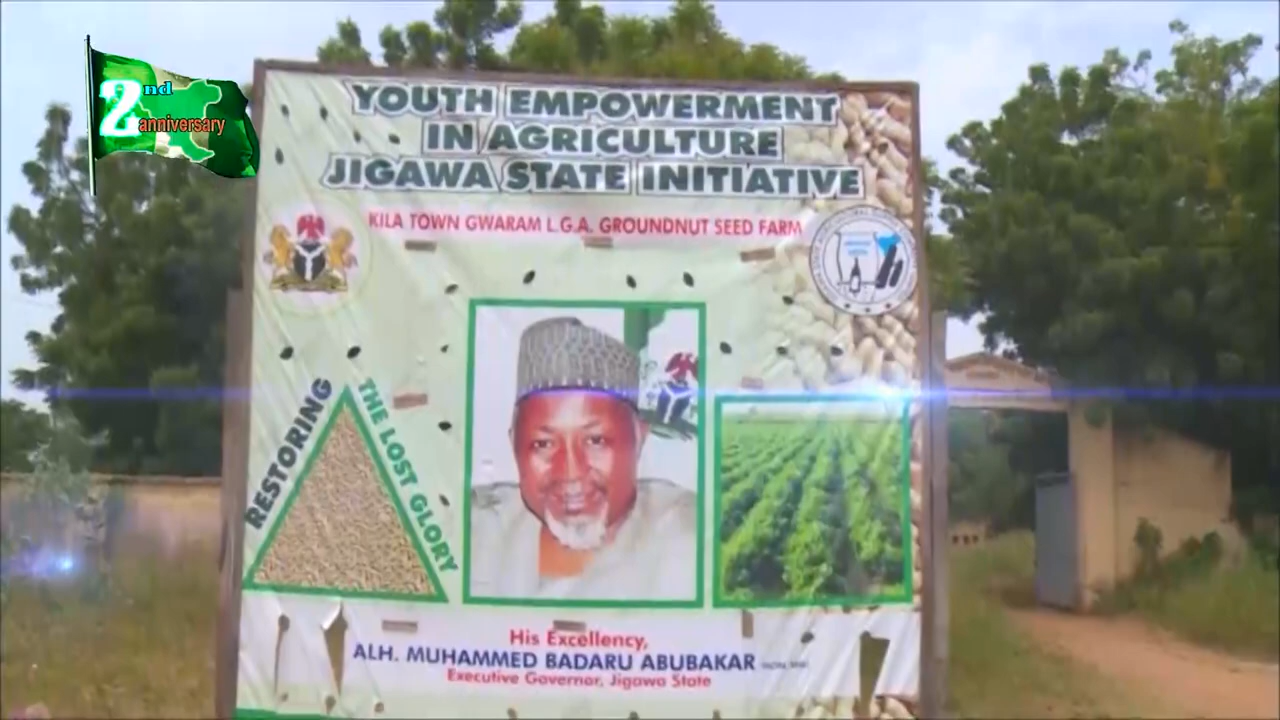 2nd
anniversary
YOUTH EMPOWERMENT
IN AGRICULTURE
JIGAWA STATE INITIATIVE
KILA TOWN GWARAM L.G.A. GROUNDNUT SEED FARM
RESTORING
THE LOST GLORY
His Excellency,
ALH. MUHAMMED BADARU ABUBAKAR
Executive Governor, Jigawa State